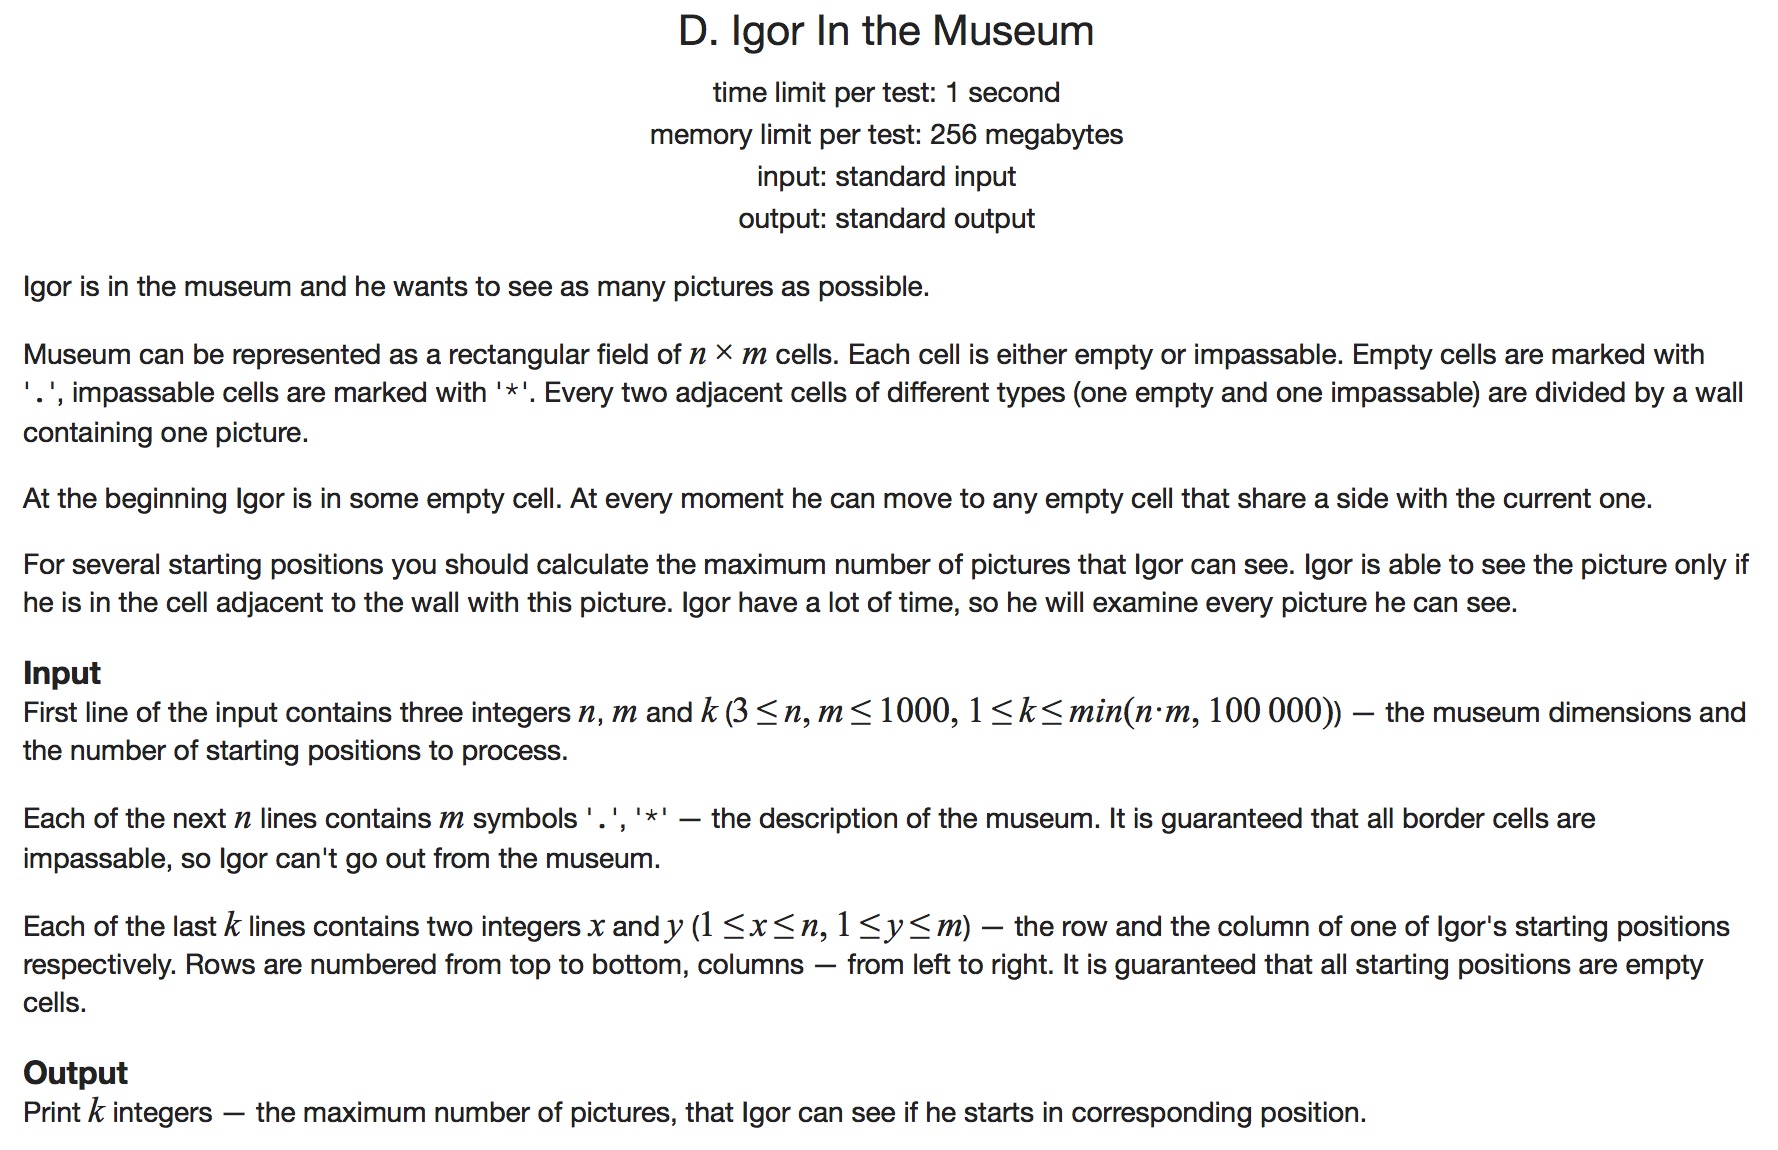 D. Igor In the Museum
time limit per test: 1 second
memory limit per test: 256 megabytes
input: standard input
output: standard output
Igor is in the museum and he wants to see as many pictures as possible.
Museum can be represented as a rectangular field of n × m cells. Each cell is either empty or impassable. Empty cells are marked with
'.', impassable cells are marked with '*'. Every two adjacent cells of different types (one empty and one impassable) are divided by a wall
containing one picture.
At the beginning Igor is in some empty cell. At every moment he can move to any empty cell that share a side with the current one.
For several starting positions you should calculate the maximum number of pictures that Igor can see. Igor is able to see the picture only if
he is in the cell adjacent to the wall with this picture. Igor have a lot of time, so he will examine every picture he can see.
Input
First line of the input contains three integers n, m and k (3 ≤ n, m ≤ 1000, 1 ≤ k ≤ min(n·m, 100 000)) — the museum dimensions and
the number of starting positions to process.
Each of the next n lines contains m symbols '.', '*' — the description of the museum. It is guaranteed that all border cells are
impassable, so Igor can't go out from the museum.
Each of the last k lines contains two integers x and y (1 ≤ x ≤ n, 1 ≤ y ≤ m) — the row and the column of one of Igor's starting positions
respectively. Rows are numbered from top to bottom, columns — from left to right. It is guaranteed that all starting positions are empty
cells.
Output
Print k integers — the maximum number of pictures, that Igor can see if he starts in corresponding position.